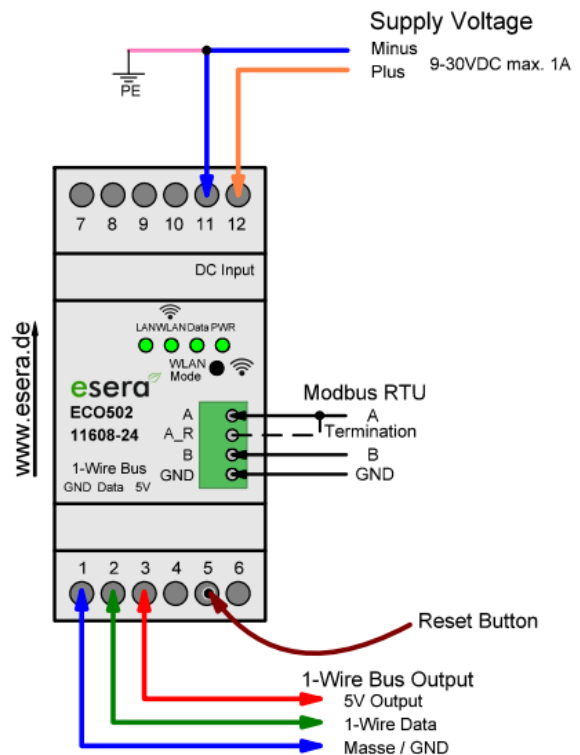 Supply Voltage
Minus
Plus
9-30VDC max. 1A
PE
7 8 9 10 11 12
DC Input
LAN WLAN Data PWR
WLAN
Mode
www.esera.de
esera
ECO502
11608-24
1-Wire Bus
GND Data 5V
Modbus RTU
A A
A_R Termination
B B
GND GND
1 2 3 4 5 6
Reset Button
1-Wire Bus Output
5V Output
1-Wire Data
Masse / GND